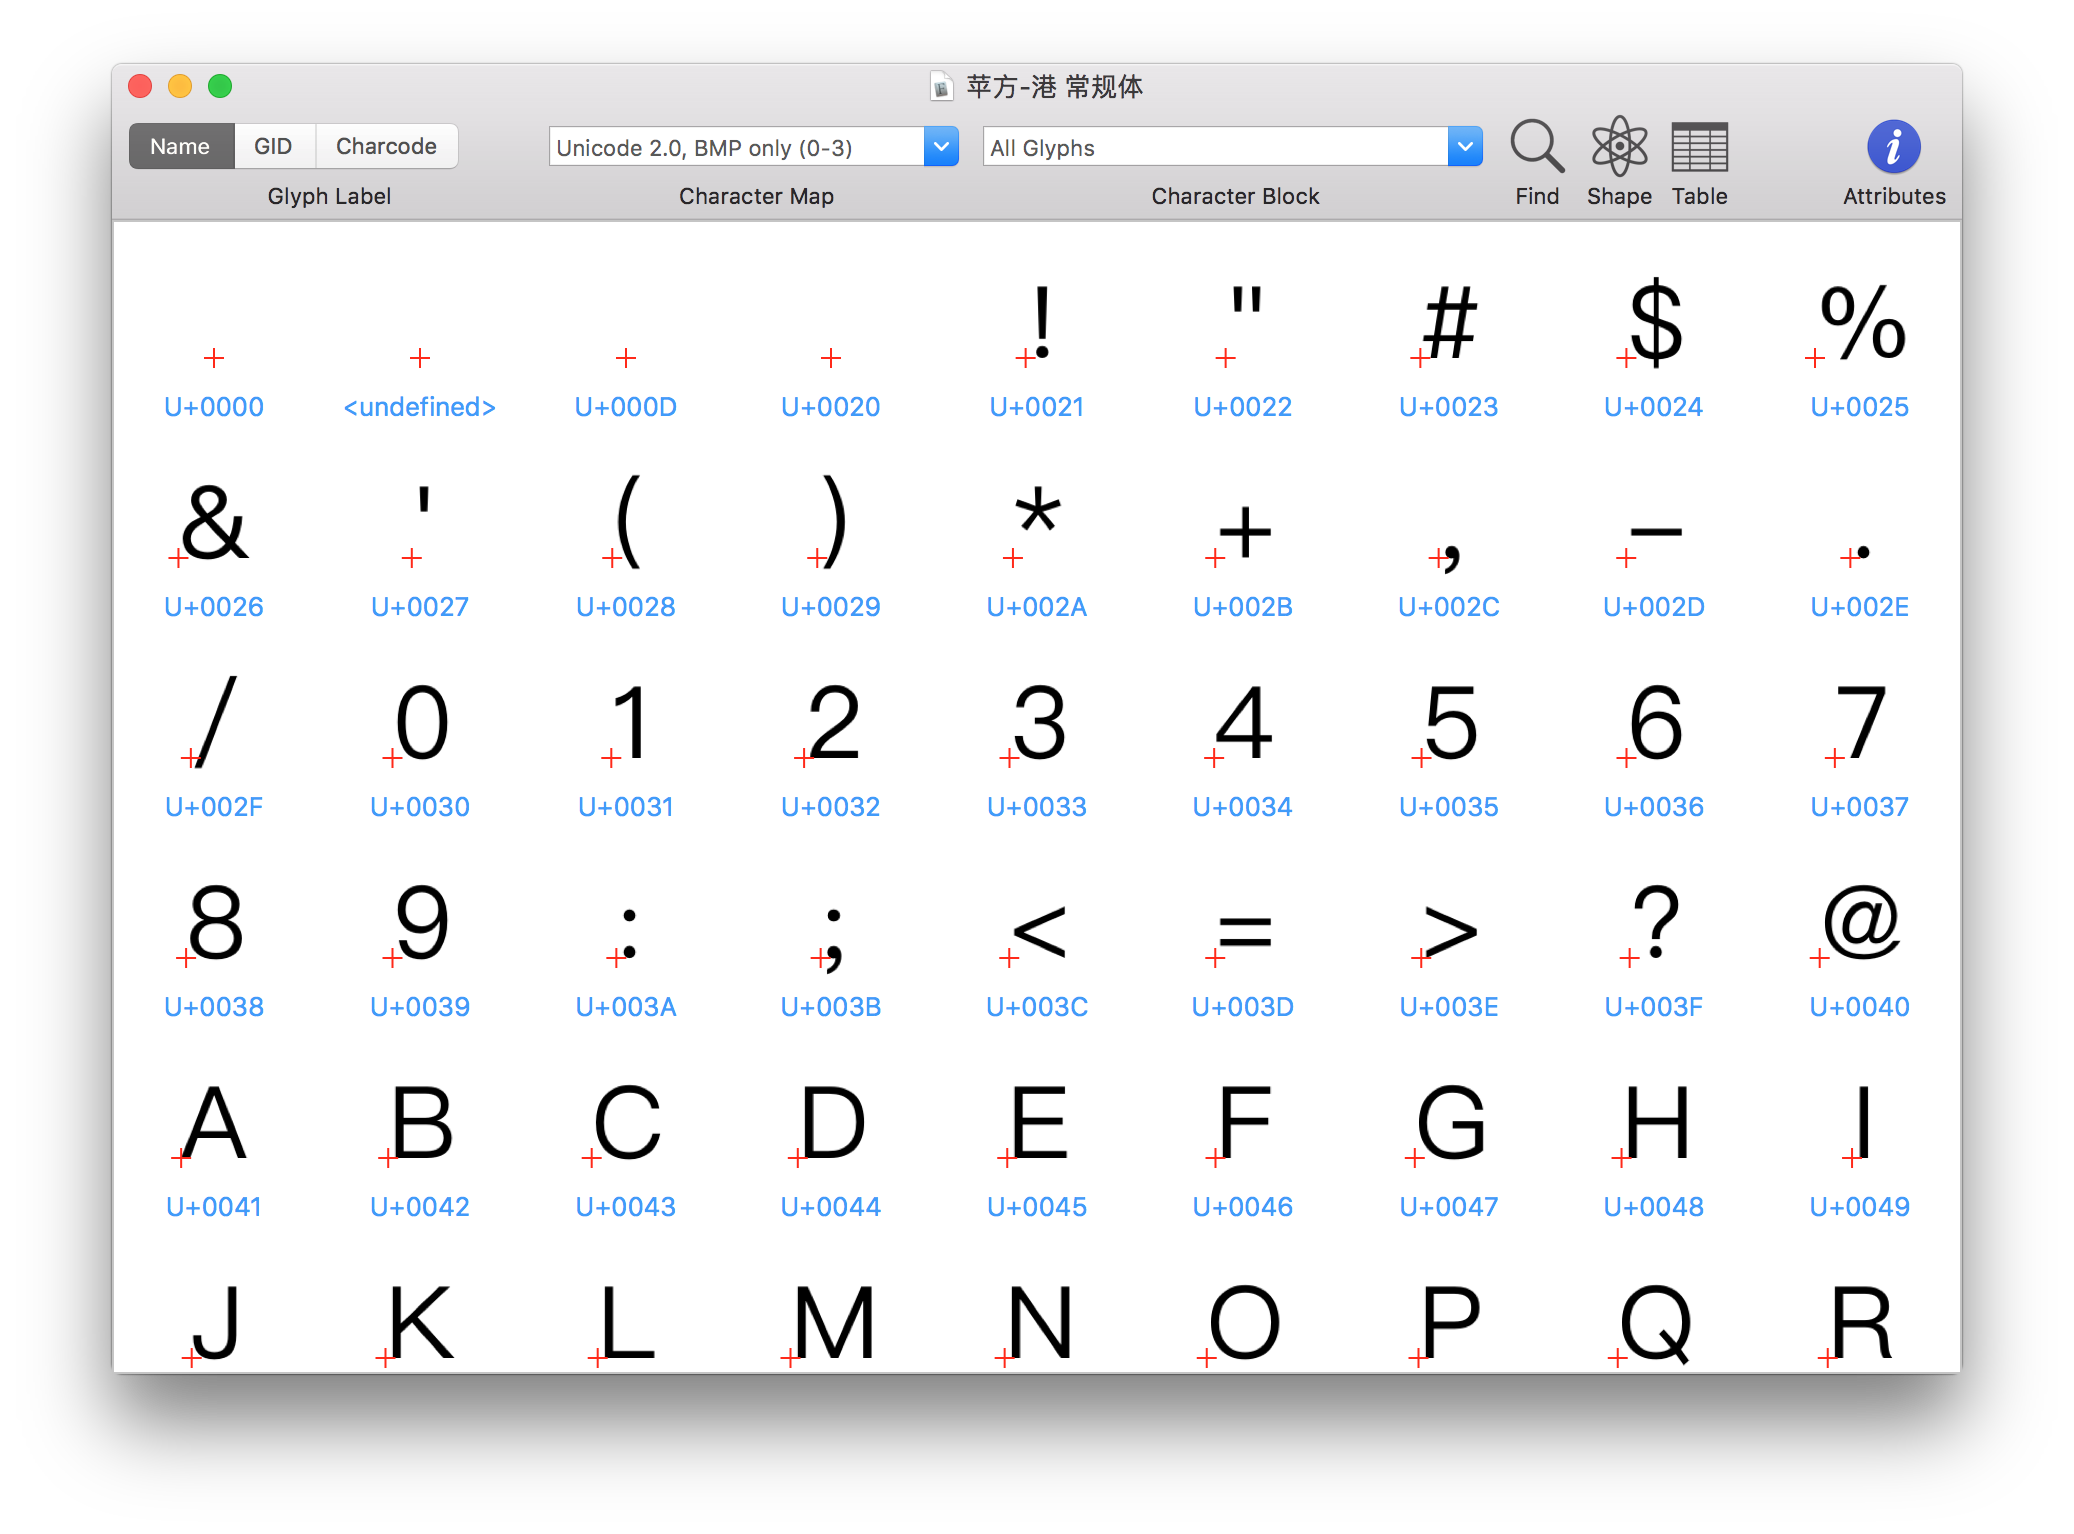 苹方-港 常规体
Name GID Charcode Unicode 2.0, BMP only (0-3) All Glyphs
Glyph Label Character Map Character Block Find Shape Table Attributes
! " # $ %
U+0000 <undefined> U+000D U+0020 U+0021 U+0022 U+0023 U+0024 U+0025
& ' ( ) * + , – .
U+0026 U+0027 U+0028 U+0029 U+002A U+002B U+002C U+002D U+002E
/ 0 1 2 3 4 5 6 7
U+002F U+0030 U+0031 U+0032 U+0033 U+0034 U+0035 U+0036 U+0037
8 9 : ; < = > ? @
U+0038 U+0039 U+003A U+003B U+003C U+003D U+003E U+003F U+0040
A B C D E F G H I
U+0041 U+0042 U+0043 U+0044 U+0045 U+0046 U+0047 U+0048 U+0049
J K L M N O P Q R